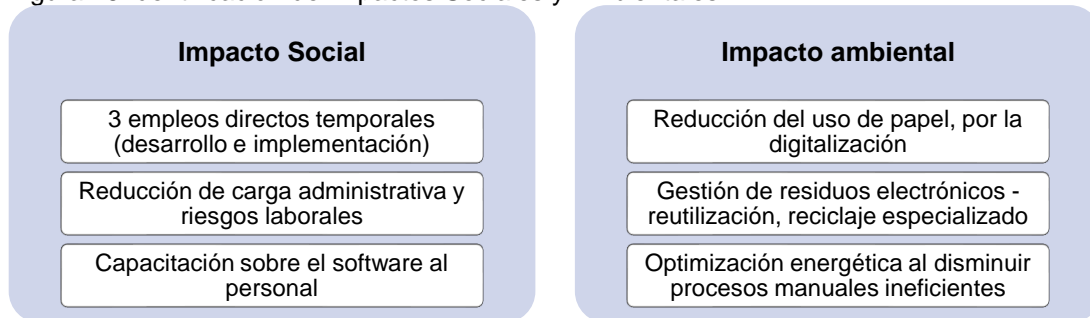 Impacto Social
3 empleos directos temporales
(desarrollo e implementación)
Reducción de carga administrativa y
riesgos laborales
Capacitación sobre el software al
personal
Impacto ambiental
Reducción del uso de papel, por la
digitalización
Gestión de residuos electrónicos -
reutilización, reciclaje especializado
Optimización energética al disminuir
procesos manuales ineficientes